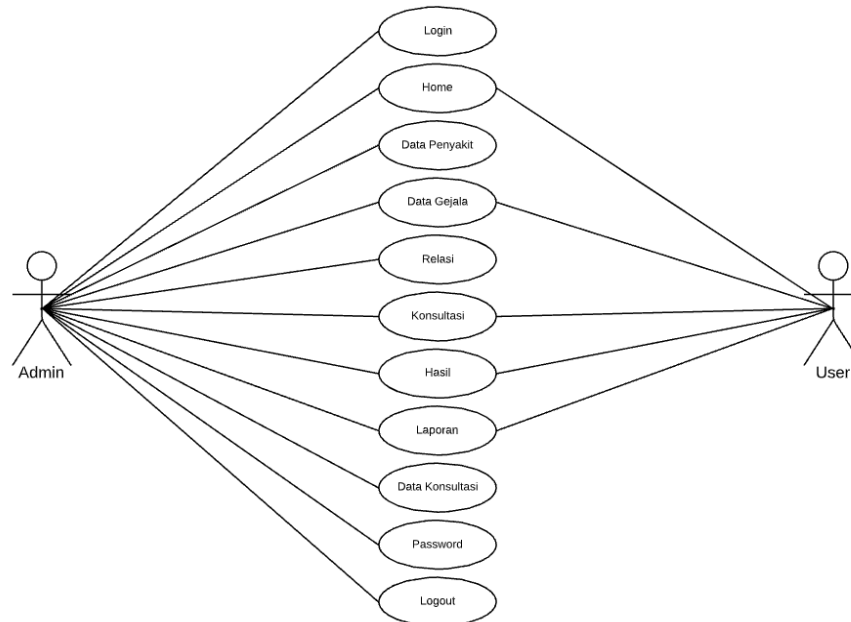 Login
Home
Data Penyakit
Data Gejala
Relasi
Konsultasi
Hasil
Admin
User
Laporan
Data Konsultasi
Password
Logout